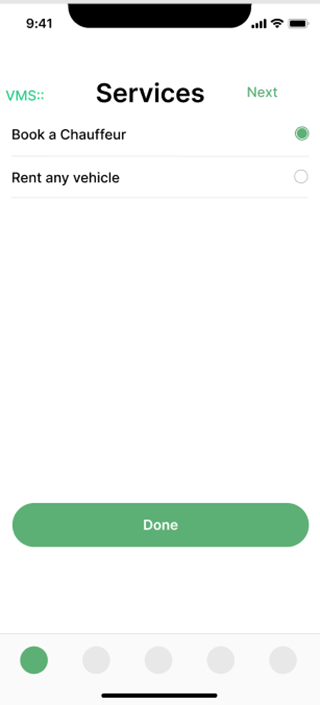 9:41
VMS::
Services
Next
Book a Chauffeur
Rent any vehicle
Done